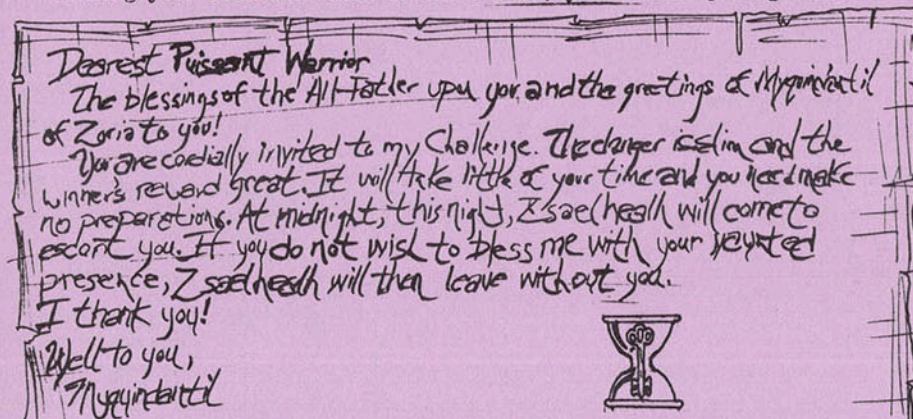 Dearest Puissant Warrior
The blessings of the All-Father upon you and the greetings of Myquindantil
of Zoria to you!
You are cordially invited to my Challenge. The danger is slim and the
winner's reward great. It will take little of your time and you need make
no preparations. At midnight, this night, Zsaelheath will come to
escort you. If you do not wish to bless me with your vaunted
presence, Zsaelheath will then leave without you.
I thank you!
Well to you,
Myquindantil